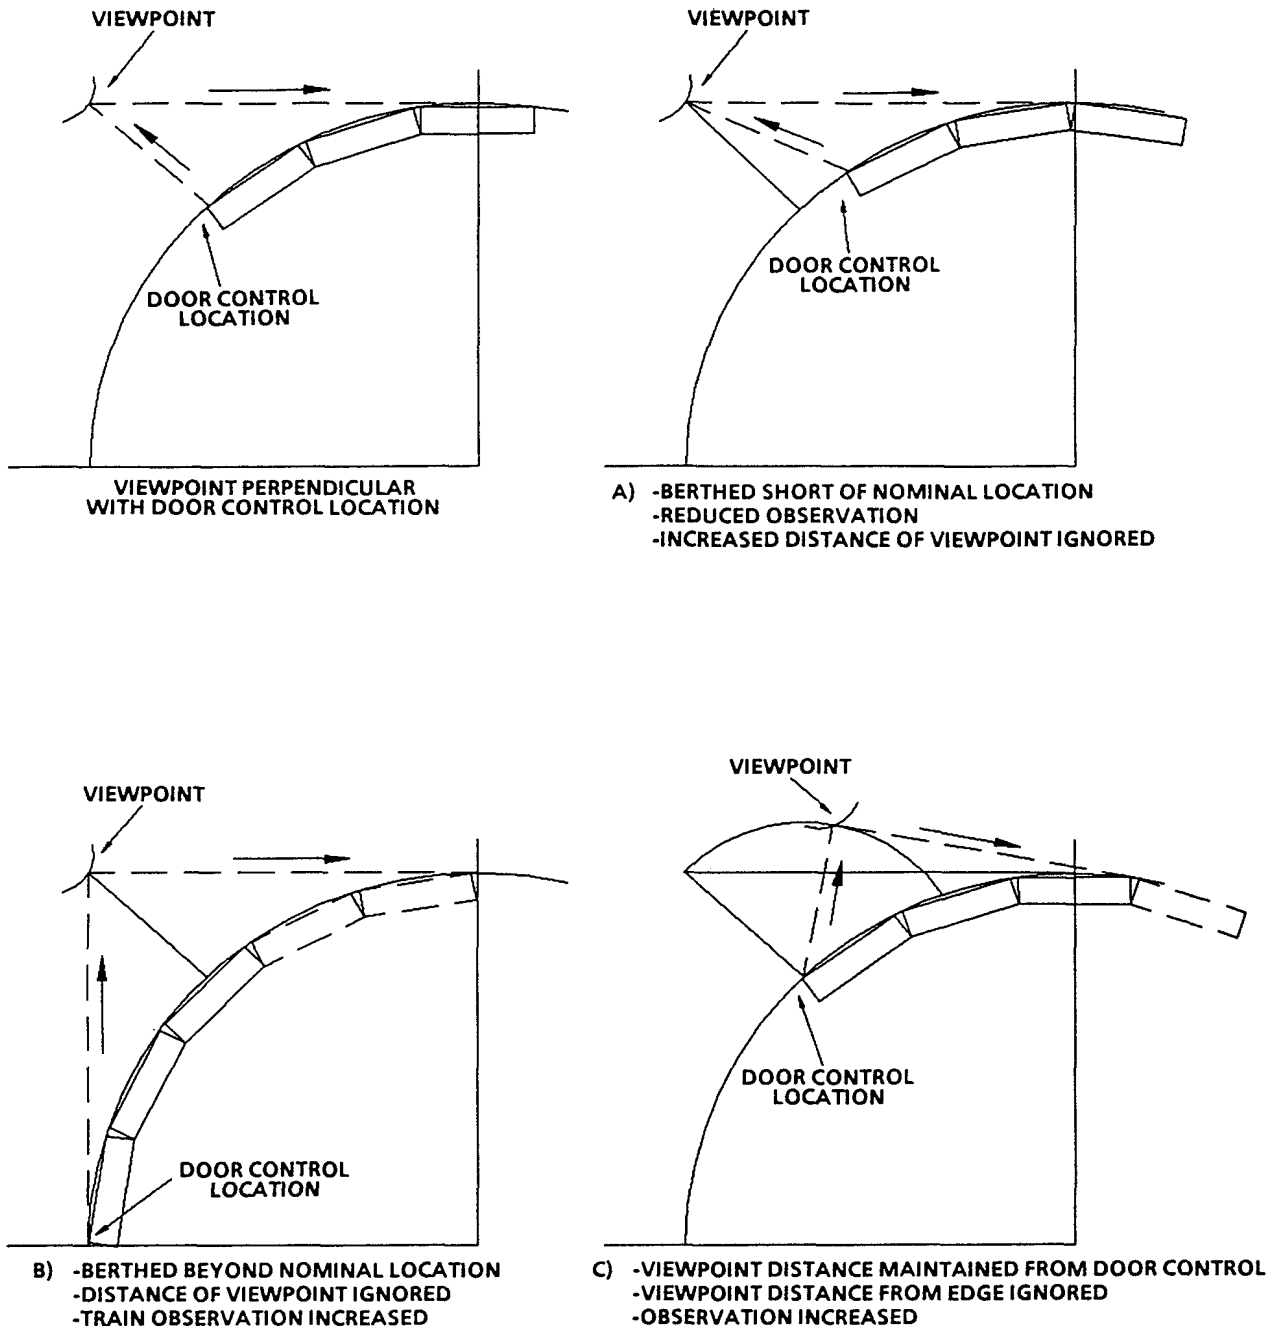 VIEWPOINT
DOOR CONTROL
LOCATION
VIEWPOINT PERPENDICULAR
WITH DOOR CONTROL LOCATION
VIEWPOINT
DOOR CONTROL
LOCATION
A) -BERTHED SHORT OF NOMINAL LOCATION
-REDUCED OBSERVATION
-INCREASED DISTANCE OF VIEWPOINT IGNORED
VIEWPOINT
DOOR CONTROL
LOCATION
B) -BERTHED BEYOND NOMINAL LOCATION
-DISTANCE OF VIEWPOINT IGNORED
-TRAIN OBSERVATION INCREASED
VIEWPOINT
DOOR CONTROL
LOCATION
C) -VIEWPOINT DISTANCE MAINTAINED FROM DOOR CONTROL
-VIEWPOINT DISTANCE FROM EDGE IGNORED
-OBSERVATION INCREASED